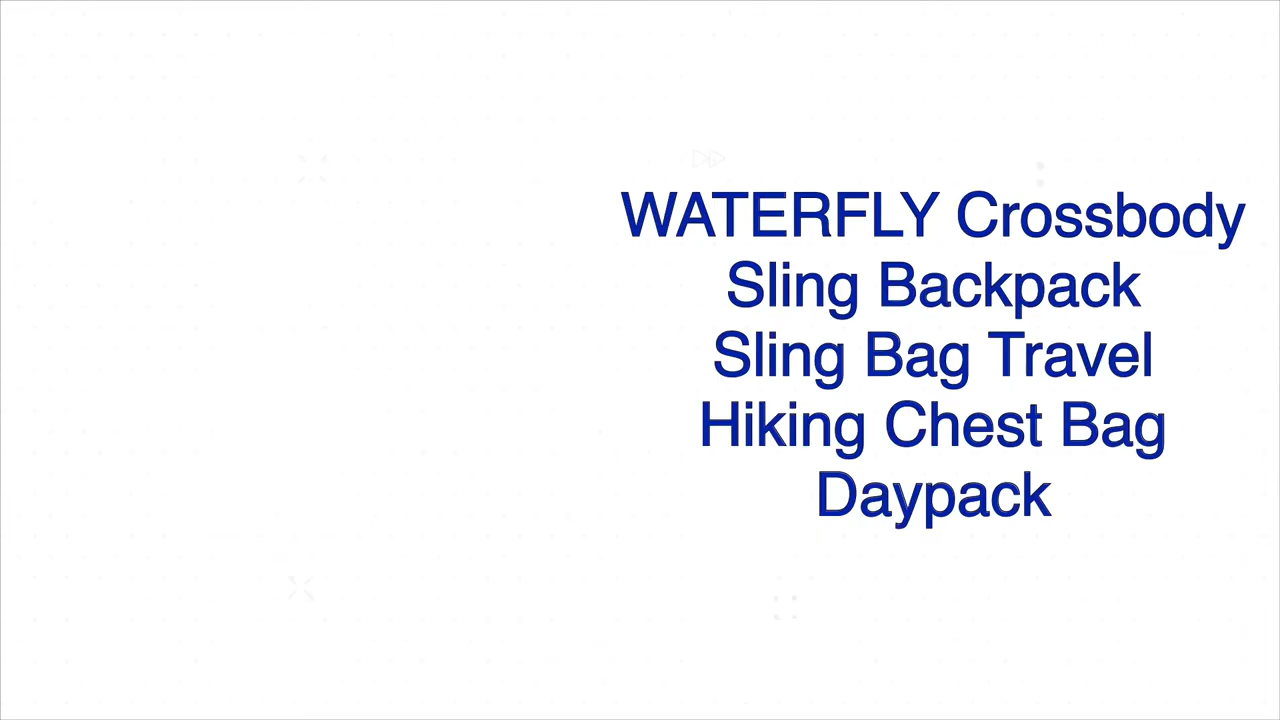 WATERFLY Crossbody
Sling Backpack
Sling Bag Travel
Hiking Chest Bag
Daypack